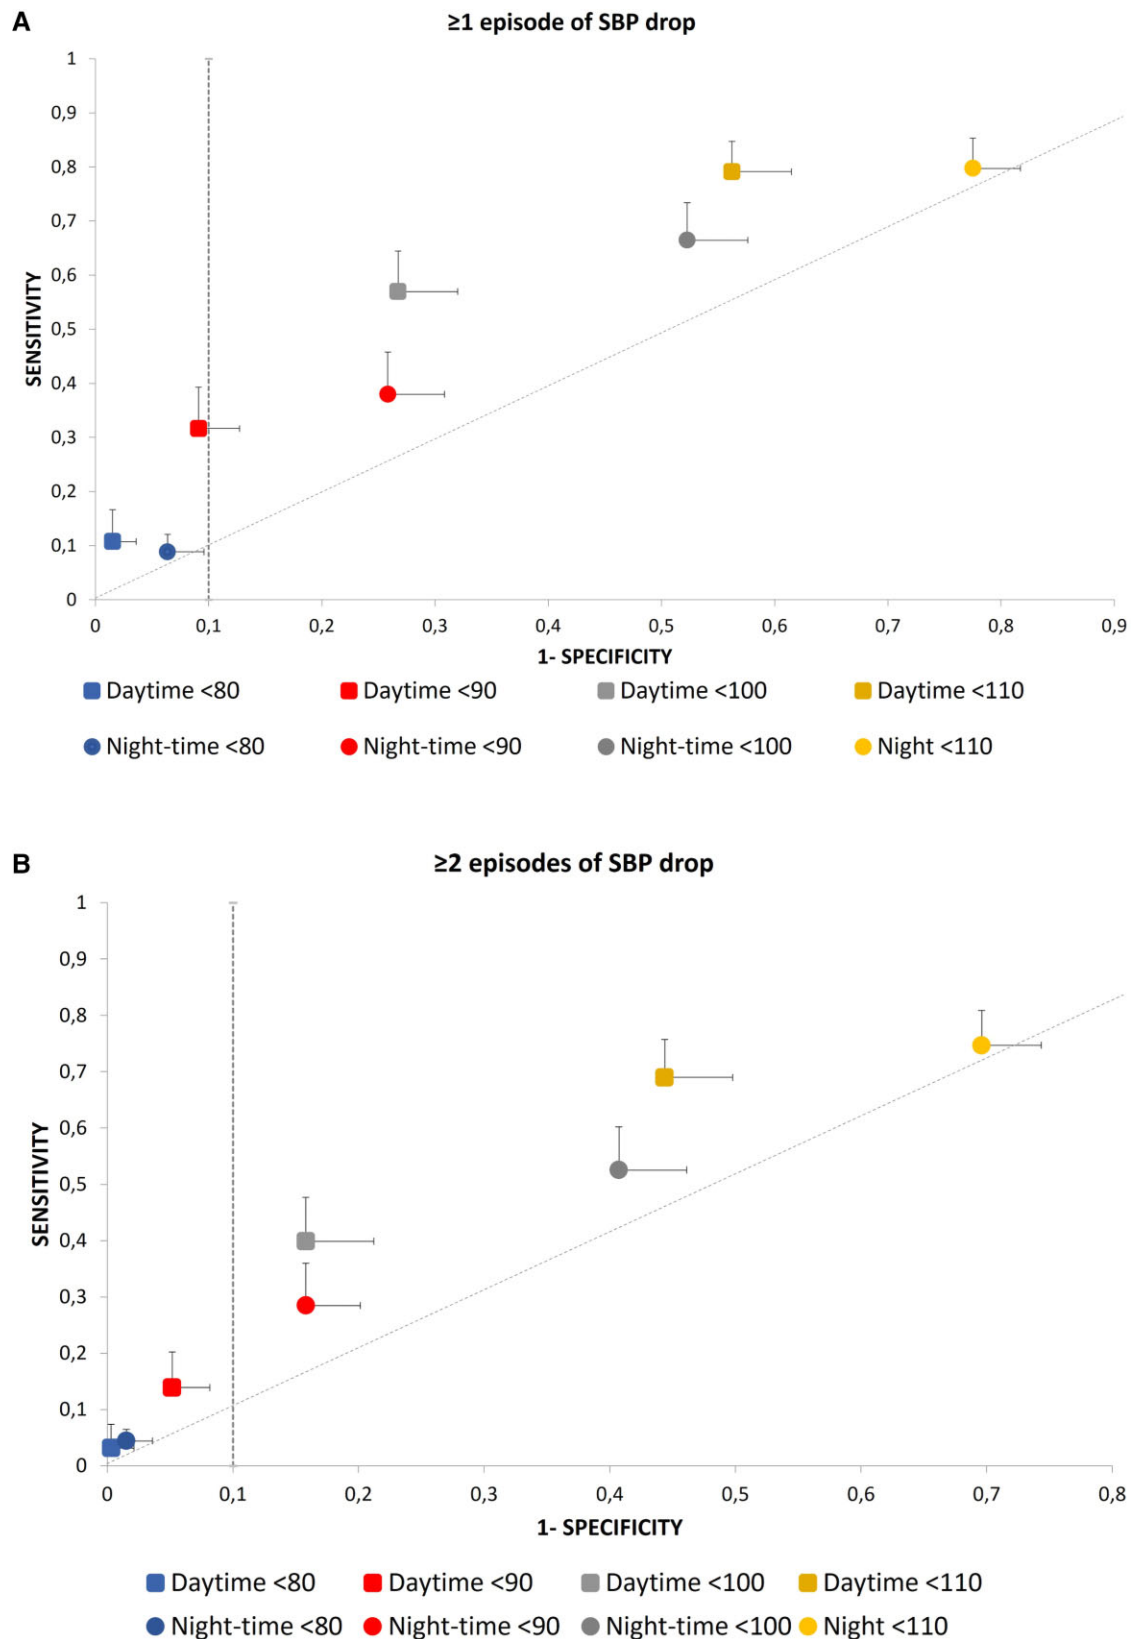 A
≥1 episode of SBP drop
1
0,9
0,8
0,7
0,6
0,5
0,4
0,3
0,2
0,1
0
SENSITIVITY
0 0,1 0,2 0,3 0,4 0,5 0,6 0,7 0,8 0,9
1- SPECIFICITY
Daytime <80 Daytime <90 Daytime <100 Daytime <110
Night-time <80 Night-time <90 Night-time <100 Night <110
B
≥2 episodes of SBP drop
1
0,9
0,8
0,7
0,6
0,5
0,4
0,3
0,2
0,1
0
SENSITIVITY
0 0,1 0,2 0,3 0,4 0,5 0,6 0,7 0,8
1- SPECIFICITY
Daytime <80 Daytime <90 Daytime <100 Daytime <110
Night-time <80 Night-time <90 Night-time <100 Night <110